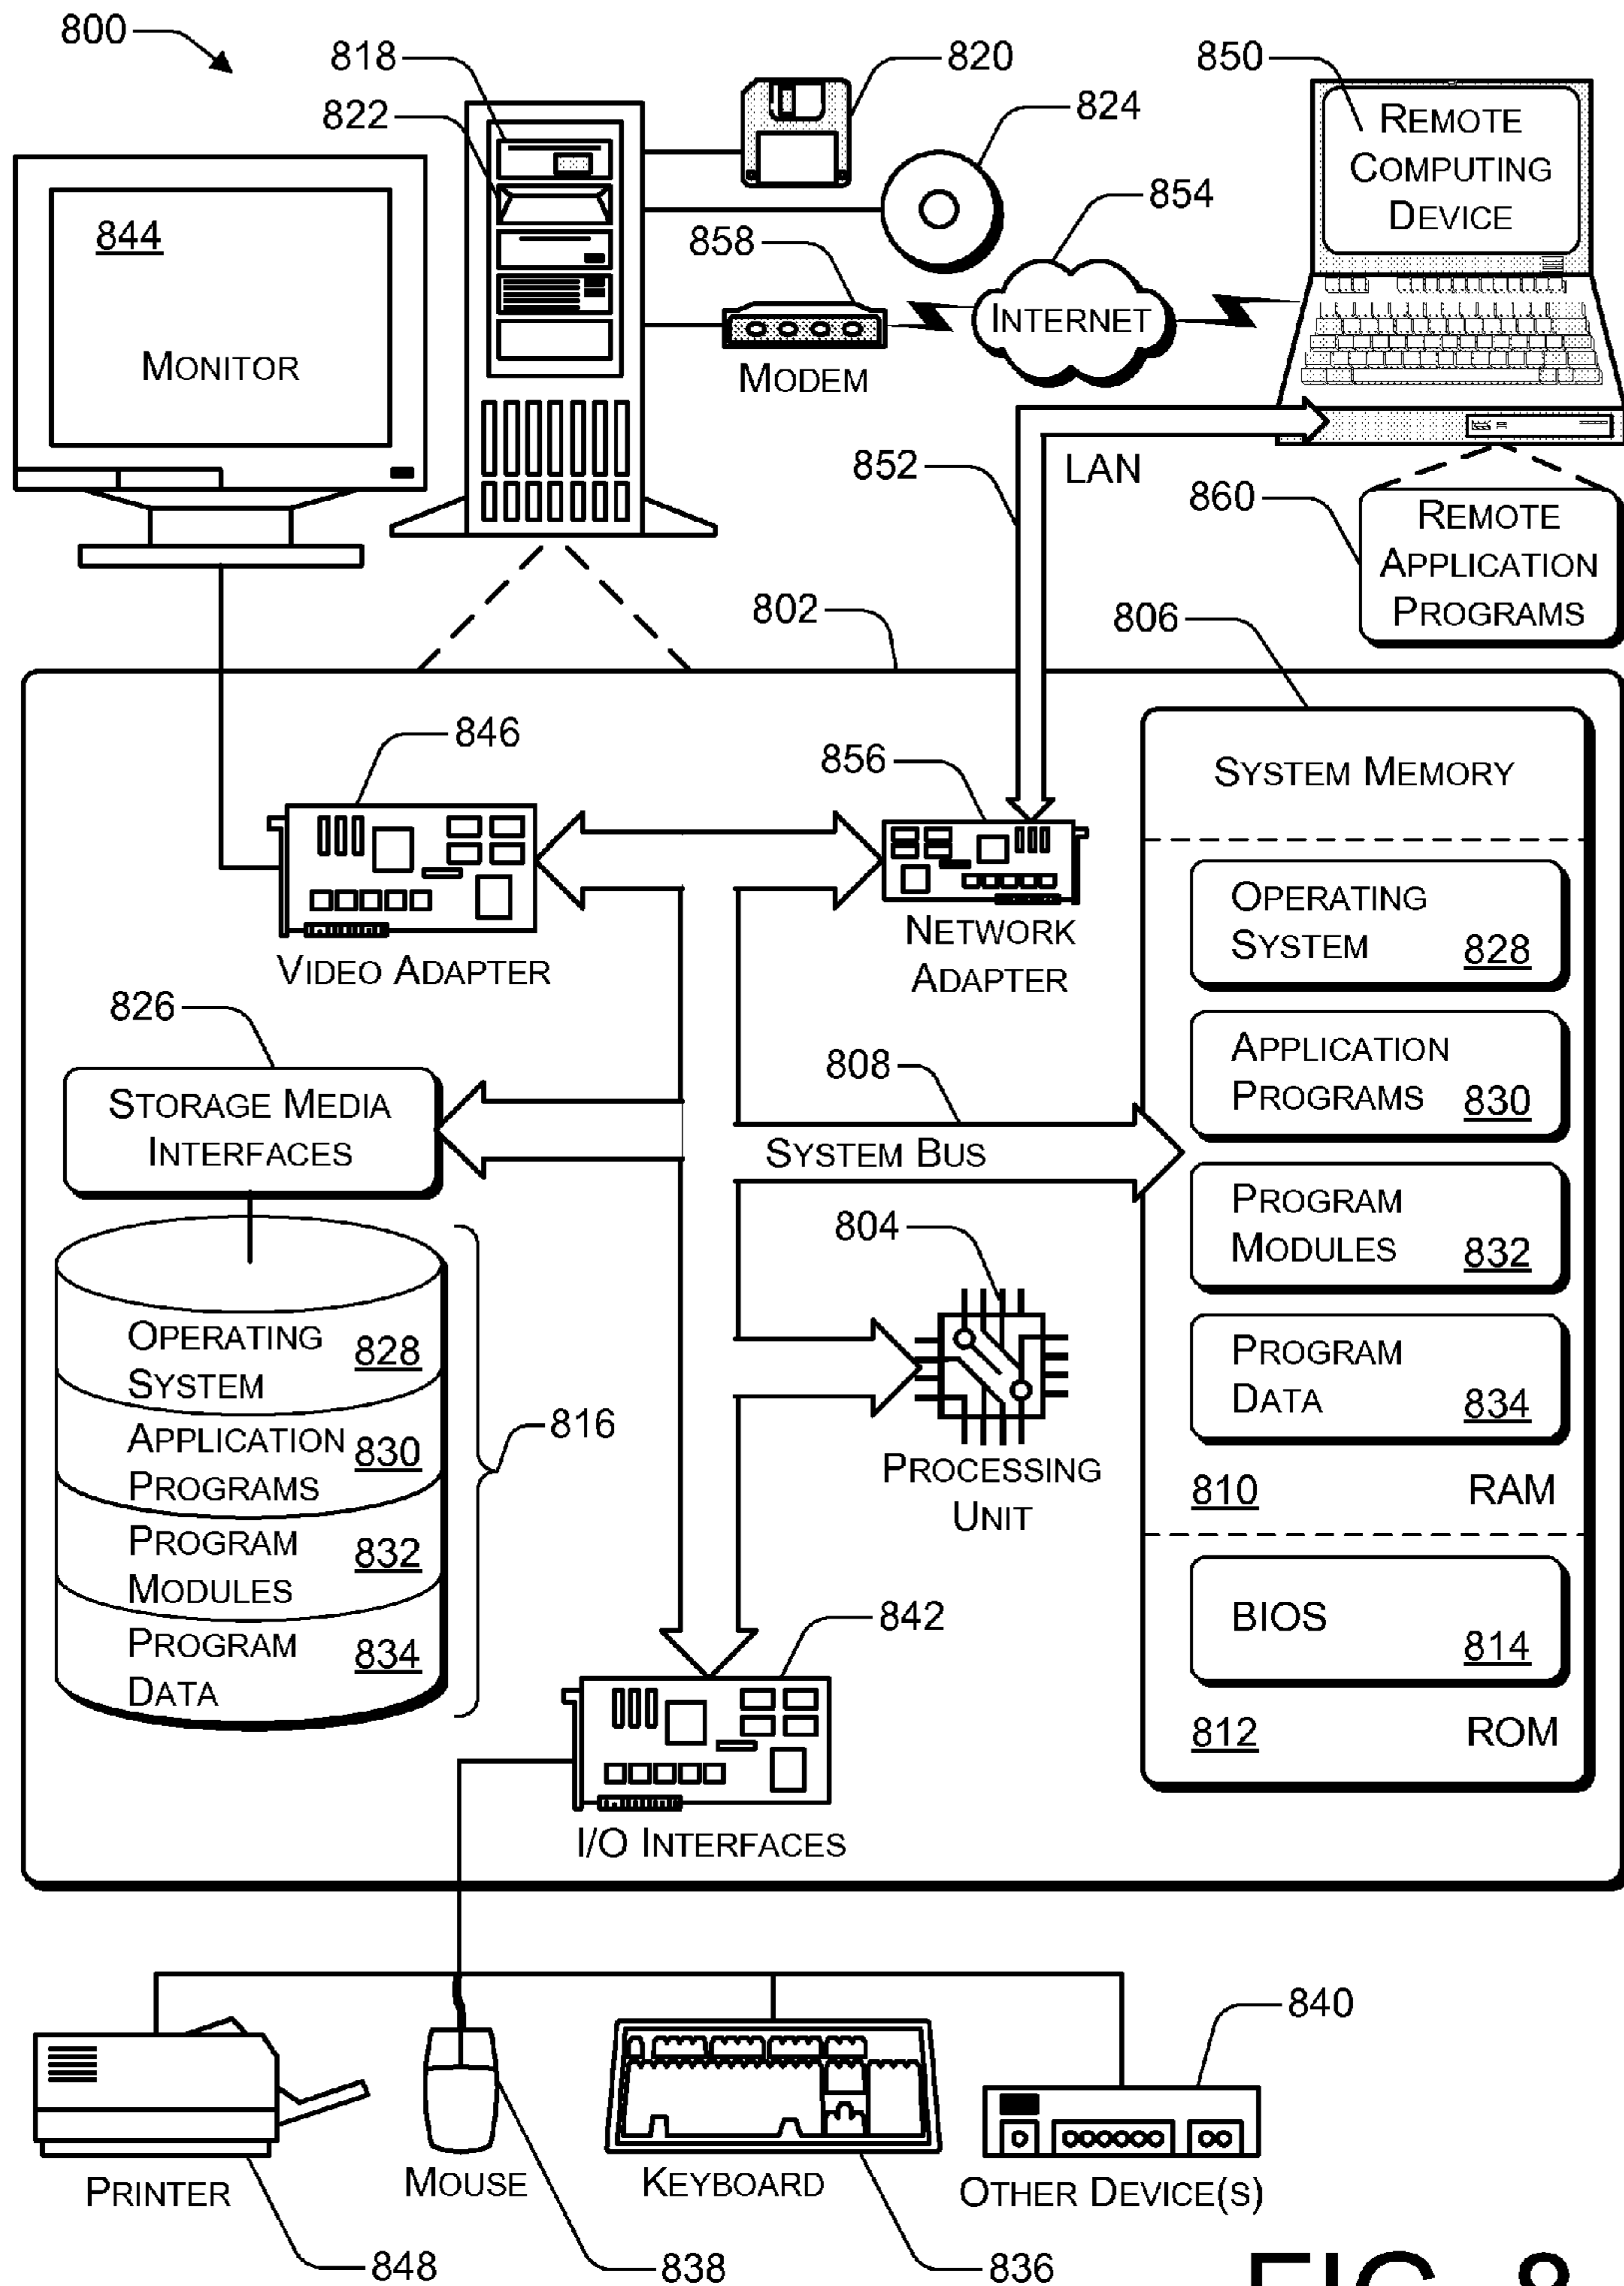 800
818
820
850
822
824
REMOTE
COMPUTING
DEVICE
854
844
858
INTERNET
MONITOR
MODEM
852
LAN
860
REMOTE
APPLICATION
PROGRAMS
802
806
846
856
SYSTEM MEMORY
VIDEO ADAPTER
NETWORK
ADAPTER
OPERATING
SYSTEM 828
826
808
APPLICATION
PROGRAMS 830
STORAGE MEDIA
INTERFACES
SYSTEM BUS
PROGRAM
MODULES 832
804
OPERATING
SYSTEM 828
PROGRAM
DATA 834
816
APPLICATION
PROGRAMS 830
PROCESSING
UNIT
810 RAM
PROGRAM
MODULES 832
842
BIOS
814
PROGRAM
DATA 834
812 ROM
I/O INTERFACES
840
PRINTER
MOUSE
KEYBOARD
OTHER DEVICE(S)
848
838
836
FIG. 8